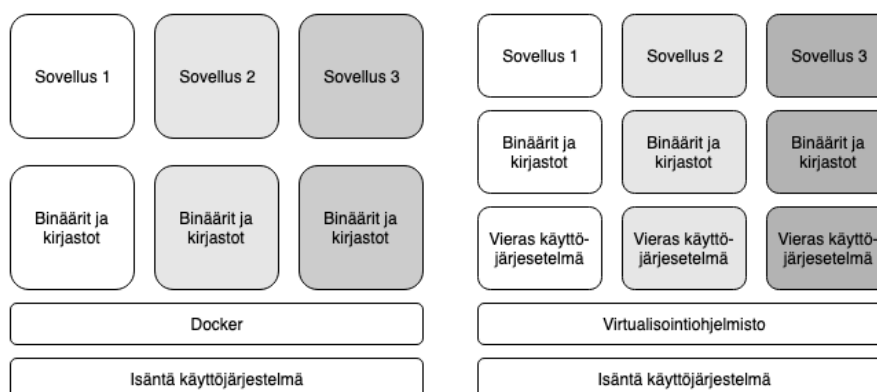 Sovellus 1
Sovellus 2
Sovellus 3
Binäärit ja
kirjastot
Binäärit ja
kirjastot
Binäärit ja
kirjastot
Docker
Isäntä käyttöjärjestelmä
Sovellus 1
Sovellus 2
Sovellus 3
Binäärit ja
kirjastot
Binäärit ja
kirjastot
Binäärit ja
kirjastot
Vieras käyttö-
järjesetelmä
Vieras käyttö-
järjesetelmä
Vieras käyttö-
järjesetelmä
Virtualisointiohjelmisto
Isäntä käyttöjärjestelmä